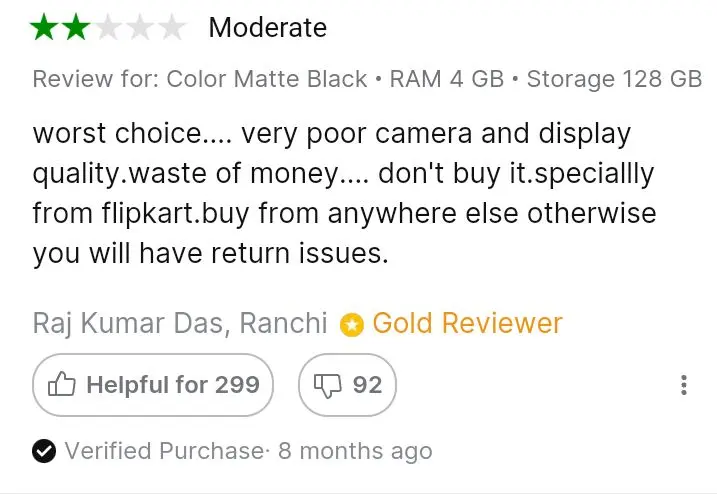 Moderate
Review for: Color Matte Black • RAM 4 GB • Storage 128 GB
worst choice.... very poor camera and display
quality.waste of money.... don't buy it.speciallly
from flipkart.buy from anywhere else otherwise
you will have return issues.
Raj Kumar Das, Ranchi Gold Reviewer
Helpful for 299 92
Verified Purchase· 8 months ago